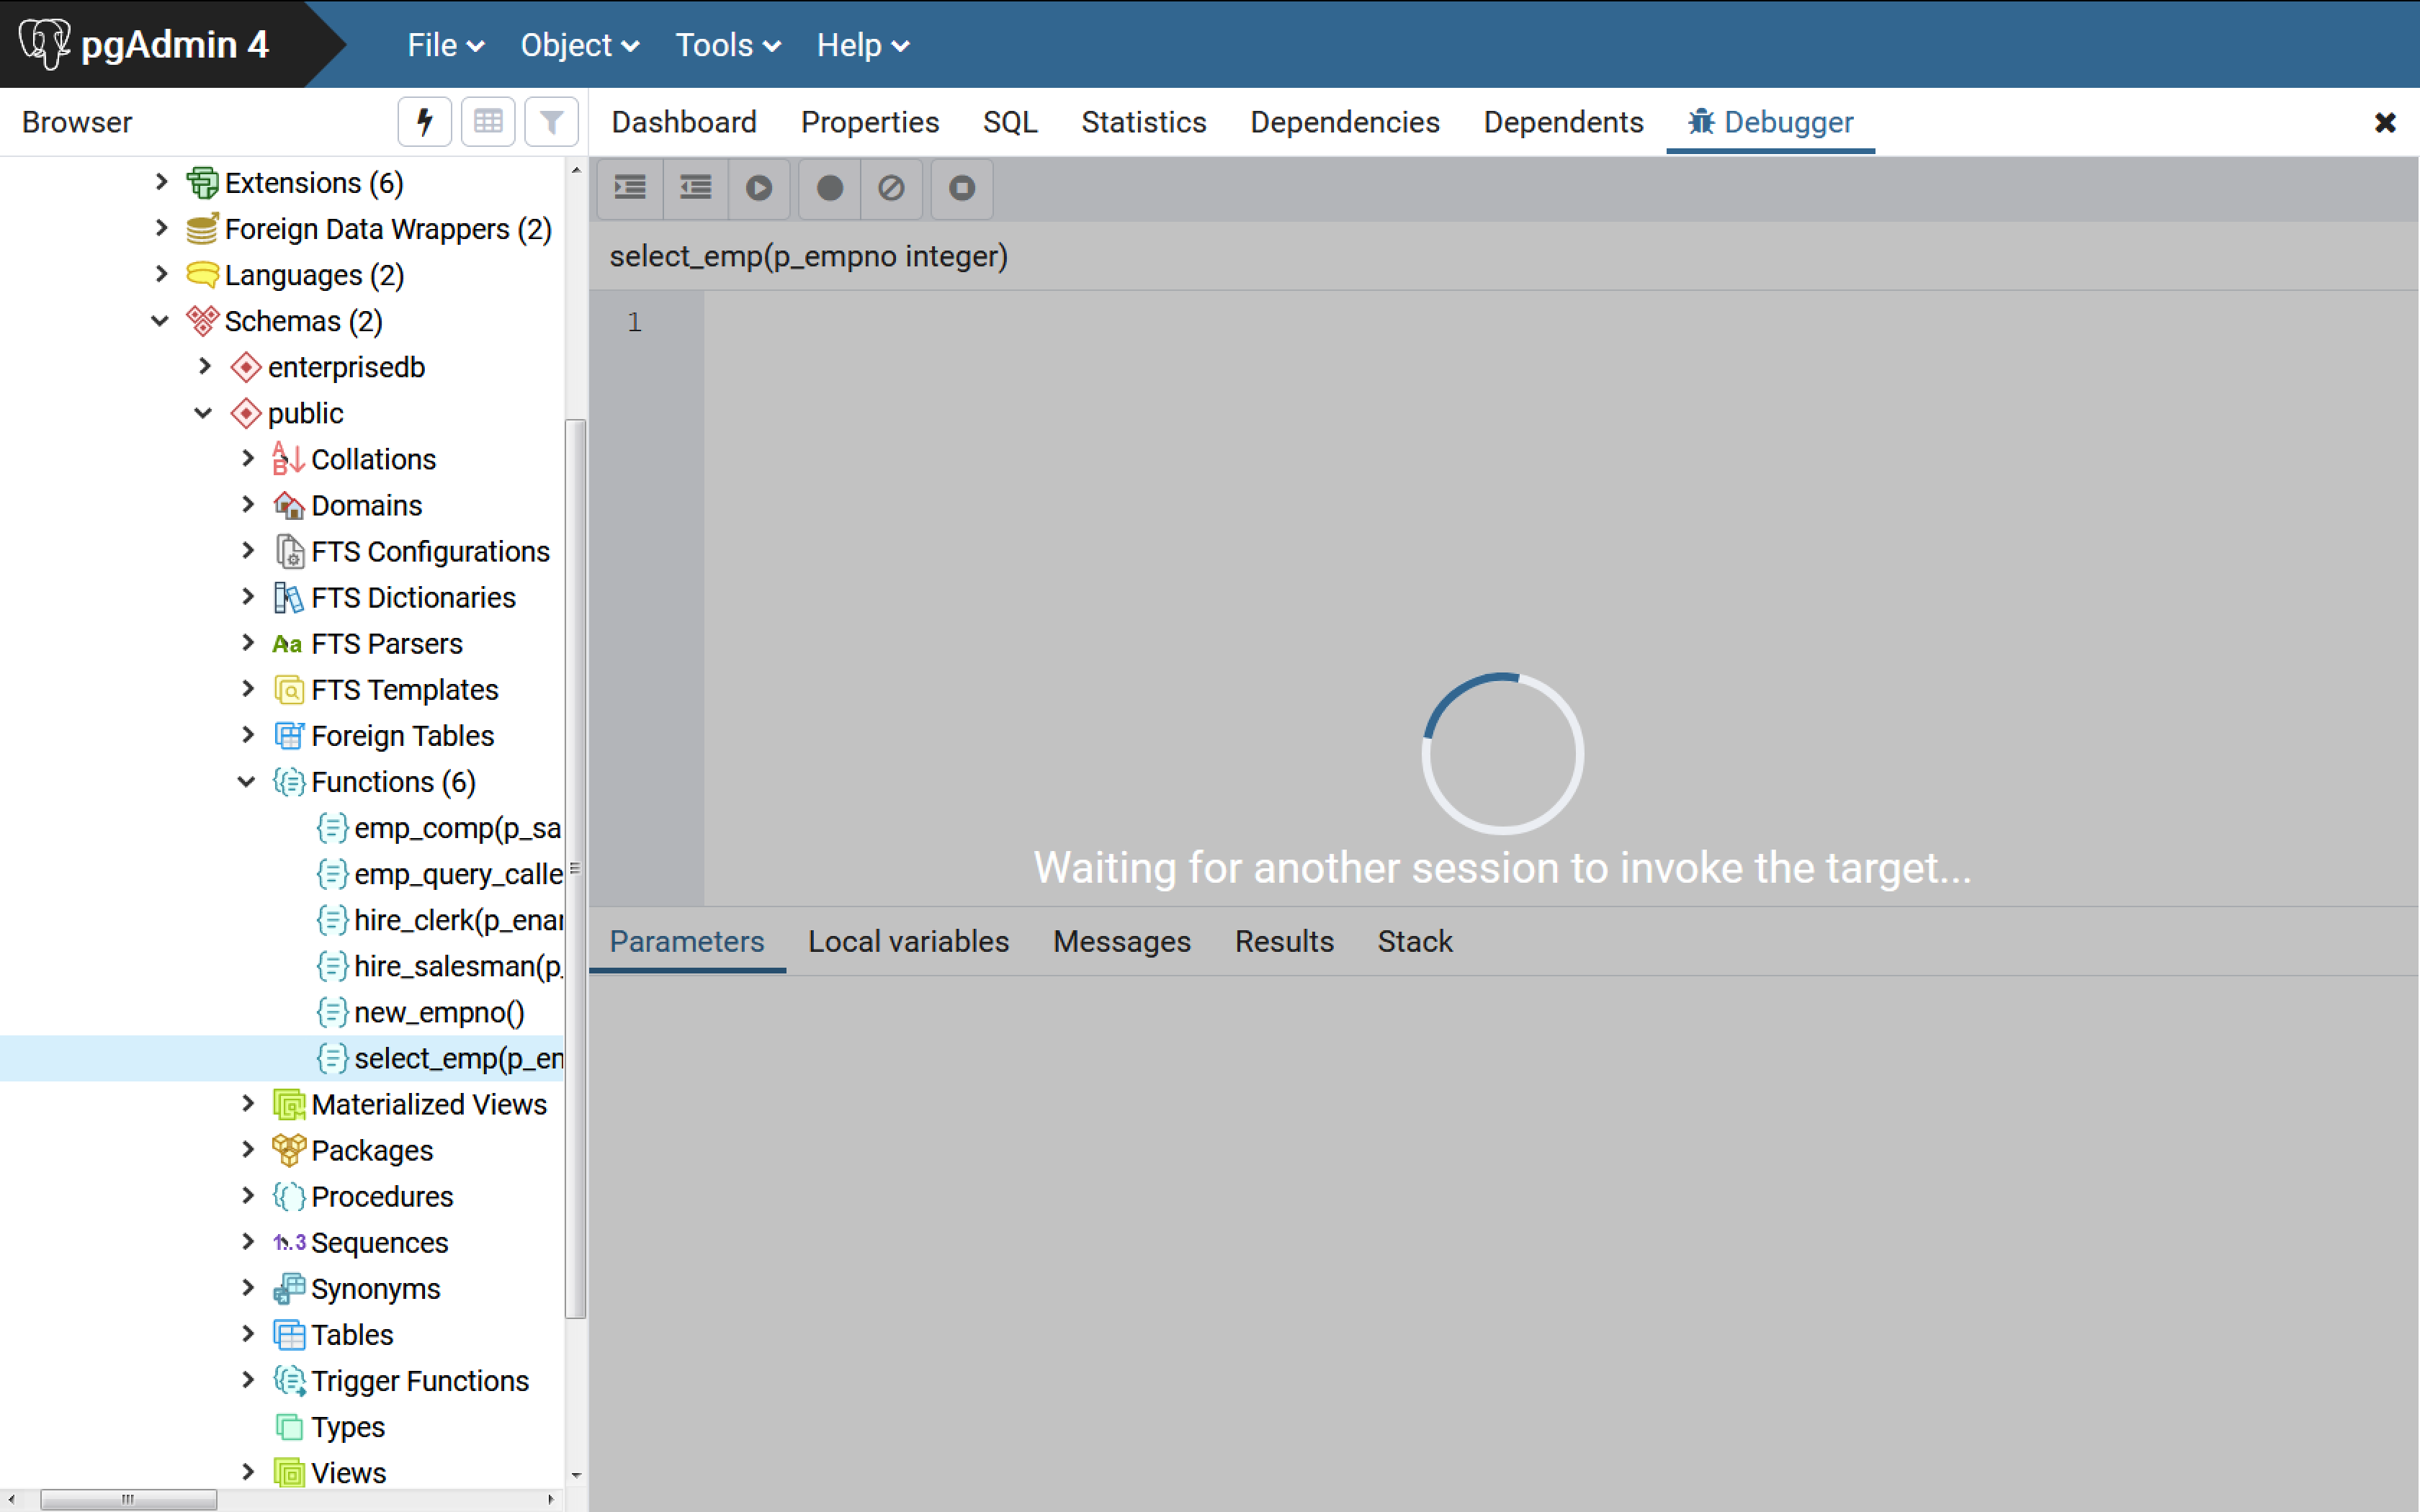 pgAdmin 4
File Object Tools Help
Browser
Dashboard Properties SQL Statistics Dependencies Dependents Debugger
Extensions (6)
Foreign Data Wrappers (2)
Languages (2)
Schemas (2)
enterprisedb
public
Collations
Domains
FTS Configurations
FTS Dictionaries
Aa FTS Parsers
FTS Templates
Foreign Tables
Functions (6)
emp_comp(p_sa
emp_query_calle
hire_clerk(p_enar
hire_salesman(p_
new_empno()
select_emp(p_en
Materialized Views
Packages
Procedures
1..3 Sequences
Synonyms
Tables
Trigger Functions
Types
Views
select_emp(p_empno integer)
1
Waiting for another session to invoke the target...
Parameters Local variables Messages Results Stack